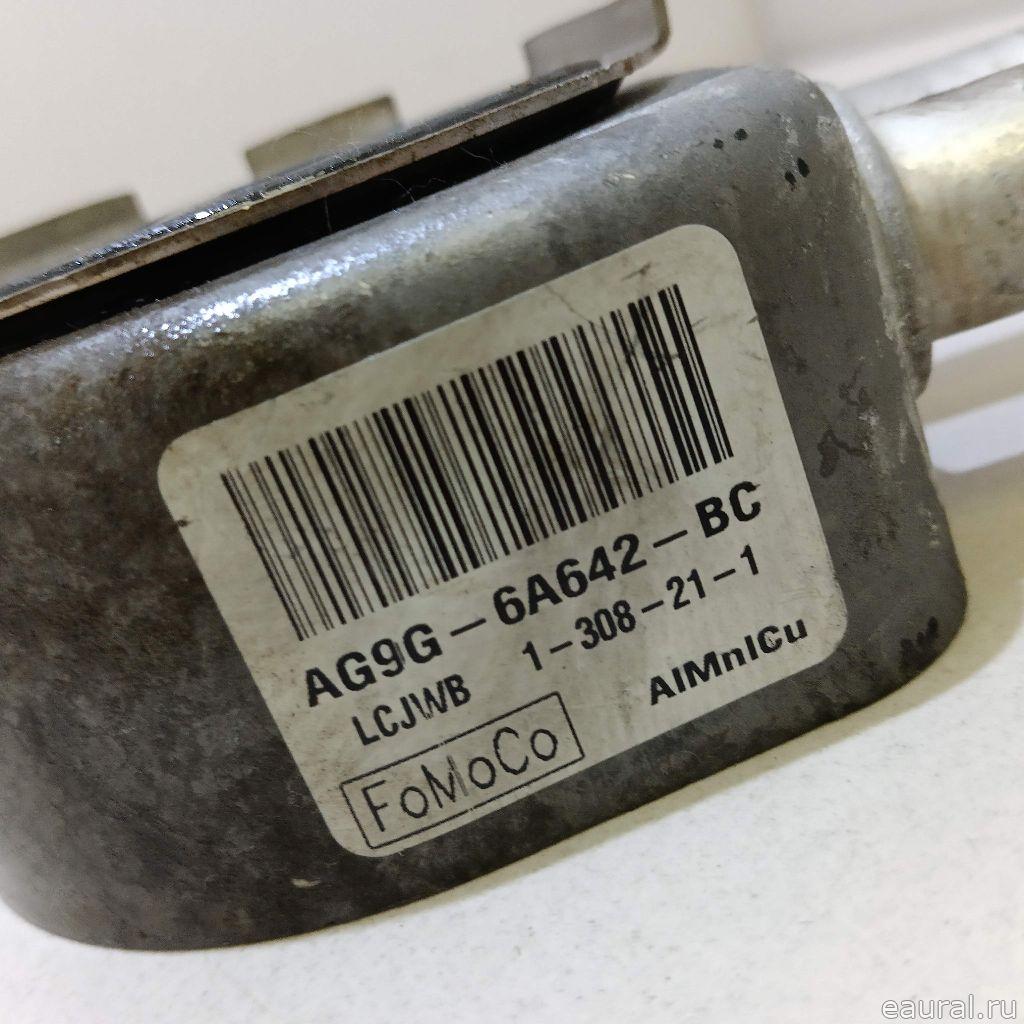 AG9G-6A642-BC
LCJWB 1-308-21-1
AlMnlCu
FoMoCo
eaural.ru